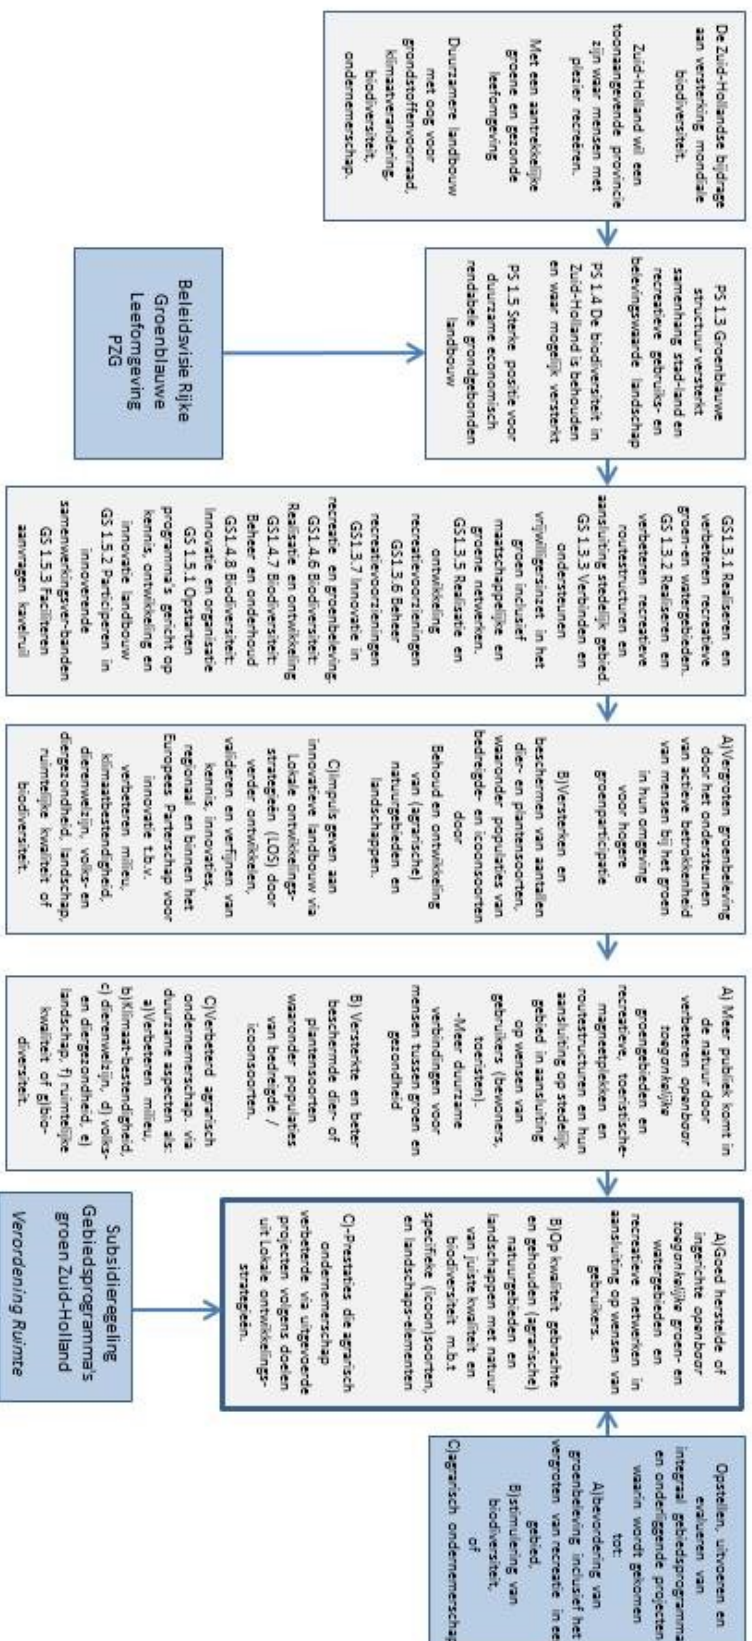 De Zuid-Hollandse bijdrage
aan versterking mondiale
biodiversiteit.
Zuid-Holland wil een
toonaangevende provincie
zijn waar mensen met
plezier recreëren.
Met een aantrekkelijke
groene en gezonde
leefomgeving
Duurzamere landbouw
met oog voor
grondstoffenvoorraad,
klimaatverandering,
biodiversiteit,
ondernemerschap.
PS 1.3 Groenblauwe
structuur versterkt
samenhang stad-land en
recreatieve gebruiks- en
belevingswaarde landschap
PS 1.4 De biodiversiteit in
Zuid-Holland is behouden
en waar mogelijk versterkt
PS 1.5 Sterke positie voor
duurzame economisch
rendabele grondgebonden
landbouw
Beleidsvisie Rijke
Groenblauwe
Leefomgeving
PZG
GS1.3.1 Realiseren en
verbeteren recreatieve
groen-en watergebieden.
GS 1.3.2 Realiseren en
verbeteren recreatieve
routestructuren en
aansluiting stedelijk gebied,
GS 1.3.3 Verbinden en
ondersteunen
vrijwilligersinzet in het
groen inclusief
maatschappelijke en
groene netwerken.
GS1.3.5 Realisatie en
ontwikkeling
recreatievoorzieningen
GS1.3.6 Beheer
recreatievoorzieningen
GS1.3.7 Innovatie in
recreatie en groenbeleving.
GS1.4.6 Biodiversiteit:
Realisatie en ontwikkeling
GS1.4.7 Biodiversiteit:
Beheer en onderhoud
GS1.4.8 Biodiversiteit:
Innovatie en organisatie
GS 1.5.1 Opstarten
programma's gericht op
kennis, ontwikkeling en
innovatie landbouw
GS 1.5.2 Participeren in
innoverende
samenwerkingsver-banden
GS 1.5.3 Faciliteren
aanvragen kavelruil
A)Vergroten groenbeleving
door het ondersteunen
van actieve betrokkenheid
van mensen bij het groen
in hun omgeving
voor hogere
groenparticipatie
B)Versterken en
beschermen van aantallen
dier- en plantensoorten,
waaronder populaties van
bedreigde- en icoonsoorten
door
Behoud en ontwikkeling
van (agrarische)
natuurgebieden en
landschappen.
C)Impuls geven aan
innovatieve landbouw via
Lokale ontwikkelings-
strategieën (LOS) door
verder ontwikkelen,
valideren en verfijnen van
kennis, innovaties,
regionaal en binnen het
Europees Parterschap voor
innovatie t.b.v.
verbeteren milieu,
klimaatbestendigheid,
dierenwelzijn, volks- en
diergezondheid, landschap,
ruimtelijke kwaliteit of
biodiversiteit.
A) Meer publiek komt in
de natuur door
verbeteren openbaar
toegankelijke
groengebieden en
recreatieve, toeristische-
magneetplekken en
routestructuren en hun
aansluiting op stedelijk
gebied in aansluiting
op wensen van
gebruikers (bewoners,
toeristen)-
-Meer duurzame
verbindingen voor
mensen tussen groen en
gezondheid
B) Versterkte en beter
beschermde dier- of
plantensoorten
waaronder populaties
van bedreigde /
icoonsoorten.
C)Verbeterd agrarisch
ondernemerschap. via
duurzame aspecten als:
a)Verbeteren milieu,
b)Klimaat-bestendigheid,
c) dierenwelzijn, d) volks-
en diergezondheid, e)
landschap, f) ruimtelijke
kwaliteit of g)bio-
diversiteit.
A)Goed herstelde of
ingerichte openbaar
toegankelijke groen- en
watergebieden en
recreatieve netwerken in
aansluiting op wensen van
gebruikers.
B)Op kwaliteit gebrachte
en gehouden (agrarische)
natuurgebieden en
landschappen met natuur
van juiste kwaliteit en
biodiversiteit m.b.t
specifieke (icoon)soorten,
en landschaps-elementen
C)-Prestaties die agrarisch
ondernemerschap
verbeterde via uitgevoerde
projecten volgens doelen
uit Lokale ontwikkelings-
strategieën.
Subsidieregeling
Gebiedsprogramma's
groen Zuid-Holland
Verordening Ruimte
Opstellen, uitvoeren en
evalueren van
integraal gebiedsprogramma
en onderliggende projecten
waarin wordt gekomen
tot:
A)bevordering van
groenbeleving inclusief het
vergroten van recreatie in ee
gebied,
B)stimulering van
biodiversiteit,
of
C)agrarisch ondernemerschap